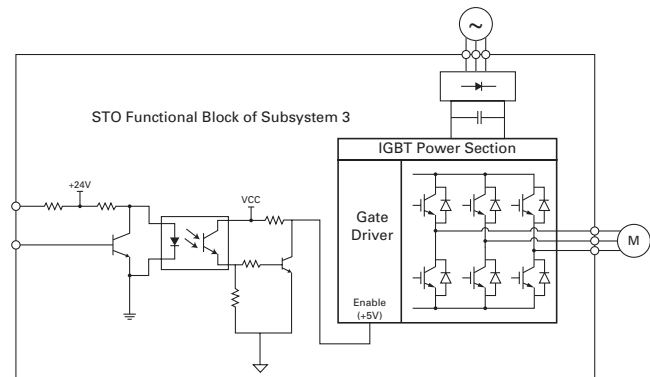 ~
STO Functional Block of Subsystem 3
IGBT Power Section
+24V
VCC
Gate
Driver
M
Enable
(+5V)